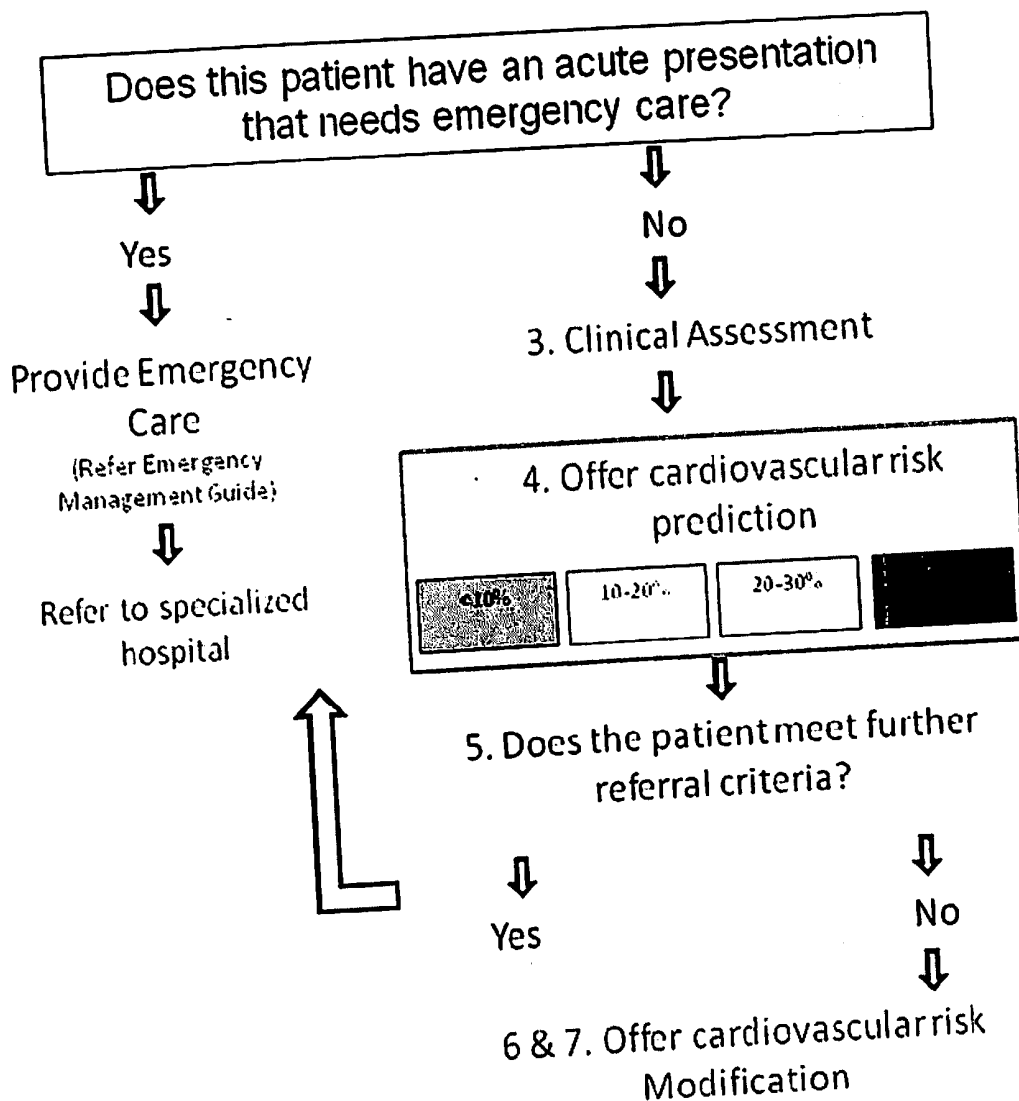 Does this patient have an acute presentation
that needs emergency care?
Yes
No
Provide Emergency
Care
(Refer Emergency
Management Guide)
Refer to specialized
hospital
3. Clinical Assessment
4. Offer cardiovascular risk
prediction
<10%
10-20%
20-30%
5. Does the patient meet further
referral criteria?
Yes
No
6 & 7. Offer cardiovascular risk
Modification